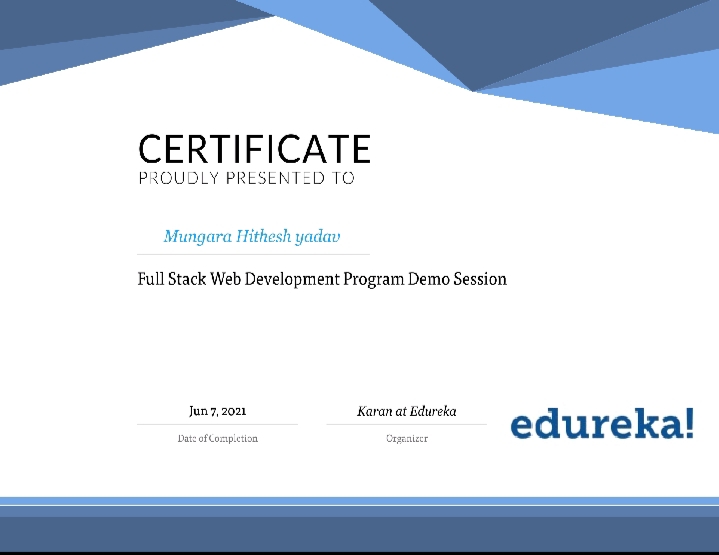 CERTIFICATE
PROUDLY PRESENTED TO
Mungara Hithesh yadav
Full Stack Web Development Program Demo Session
Jun 7, 2021
Date of Completion
Karan at Edureka
Organizer
edureka!